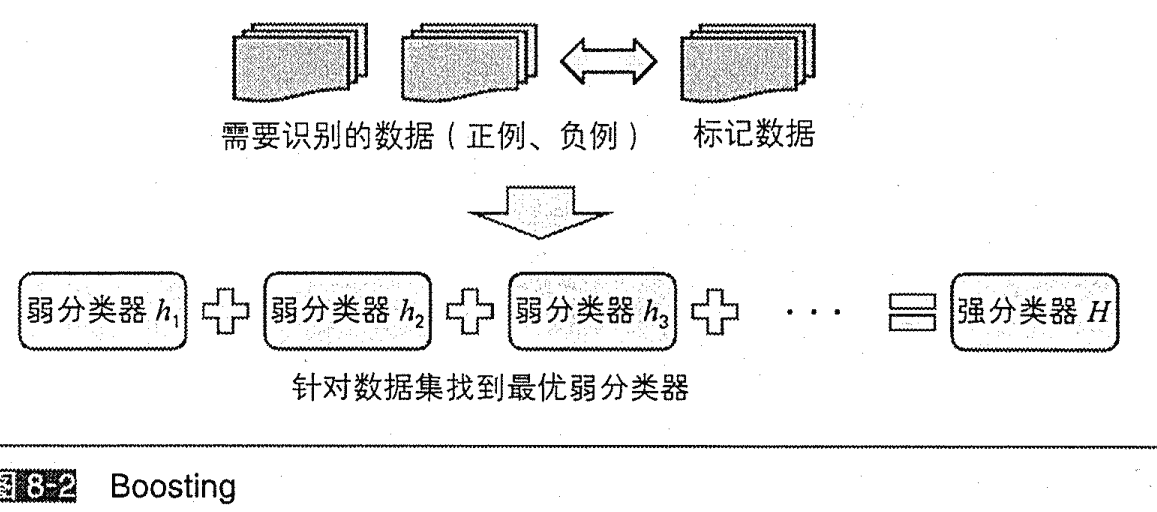 需要识别的数据（正例、负例） 标记数据
弱分类器 h₁ 弱分类器 h₂ 弱分类器 h₃ · · · 强分类器 H
针对数据集找到最优弱分类器
图 8-2 Boosting